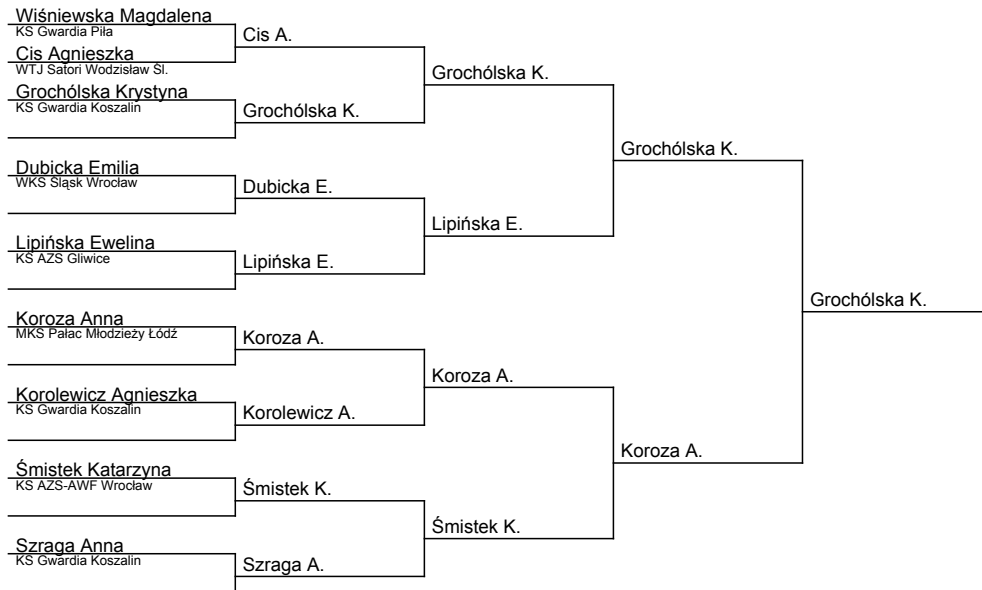 Wiśniewska Magdalena
KS Gwardia Piła
Cis A.
Cis Agnieszka
WTJ Satori Wodzisław Śl.
Grochólska K.
Grochólska Krystyna
KS Gwardia Koszalin
Grochólska K.
Grochólska K.
Dubicka Emilia
WKS Śląsk Wrocław
Dubicka E.
Lipińska E.
Lipińska Ewelina
KS AZS Gliwice
Lipińska E.
Grochólska K.
Koroza Anna
MKS Pałac Młodzieży Łódź
Koroza A.
Koroza A.
Korolewicz Agnieszka
KS Gwardia Koszalin
Korolewicz A.
Koroza A.
Śmistek Katarzyna
KS AZS-AWF Wrocław
Śmistek K.
Śmistek K.
Szraga Anna
KS Gwardia Koszalin
Szraga A.